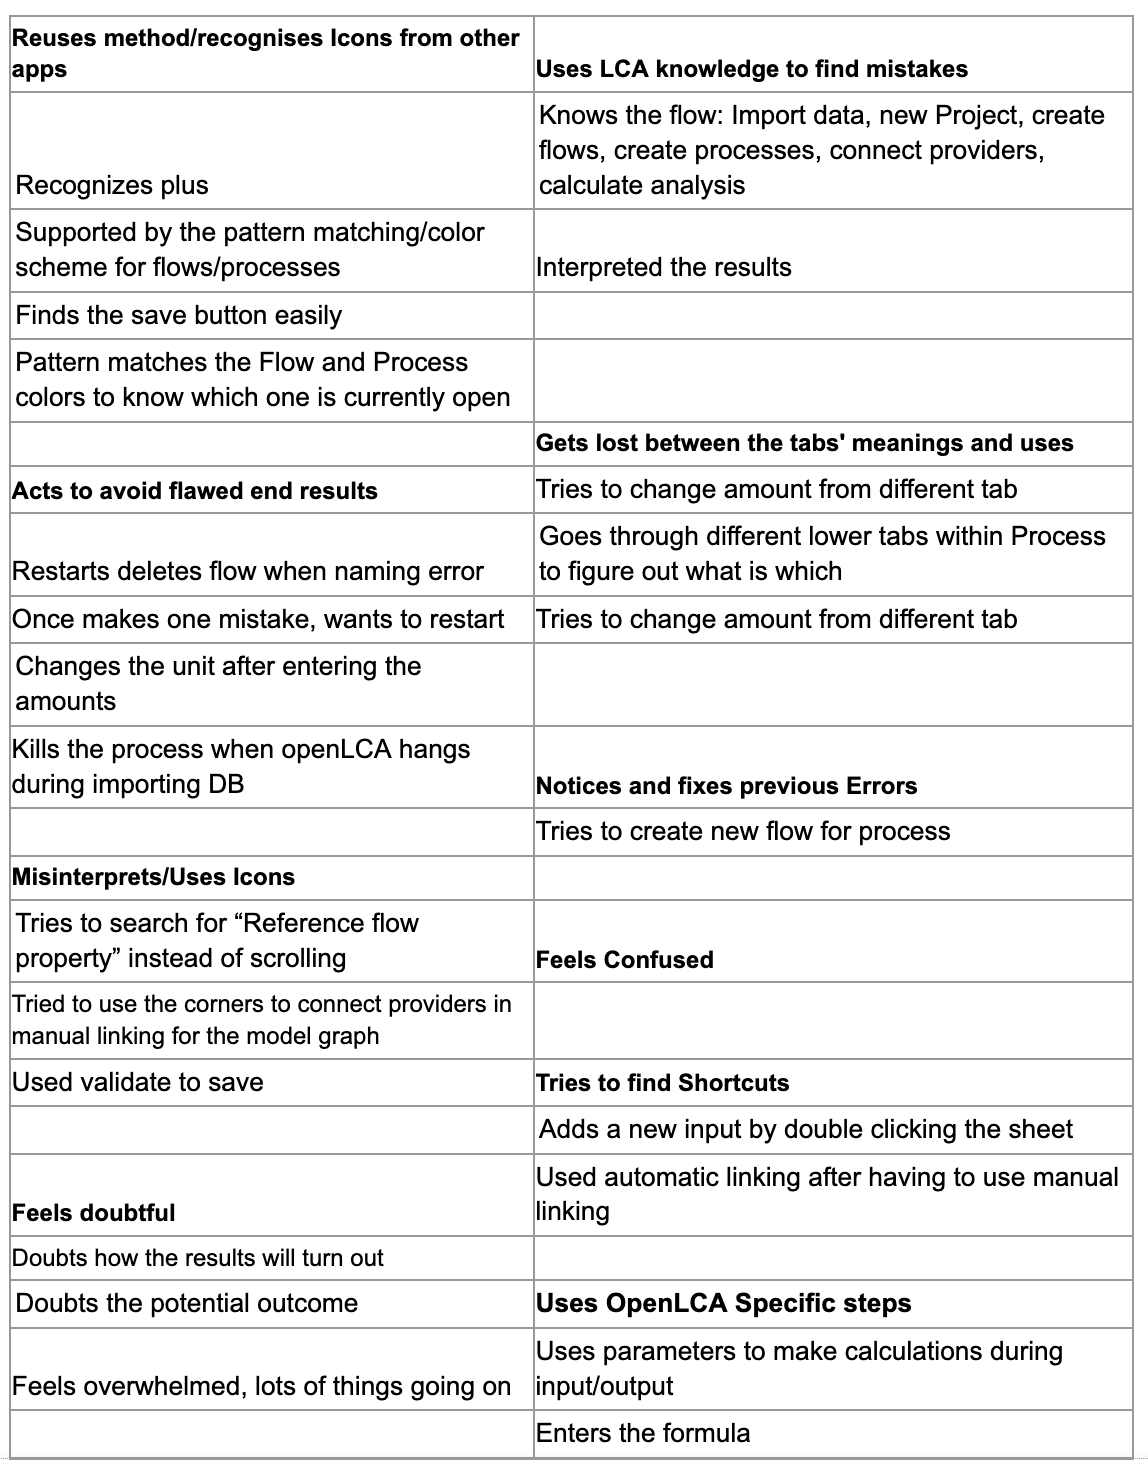 Reuses method/recognises Icons from other
apps
Uses LCA knowledge to find mistakes
Recognizes plus
Knows the flow: Import data, new Project, create
flows, create processes, connect providers,
calculate analysis
Supported by the pattern matching/color
scheme for flows/processes
Interpreted the results
Finds the save button easily
Pattern matches the Flow and Process
colors to know which one is currently open
Gets lost between the tabs' meanings and uses
Acts to avoid flawed end results
Tries to change amount from different tab
Restarts deletes flow when naming error
Goes through different lower tabs within Process
to figure out what is which
Once makes one mistake, wants to restart
Tries to change amount from different tab
Changes the unit after entering the
amounts
Kills the process when openLCA hangs
during importing DB
Notices and fixes previous Errors
Tries to create new flow for process
Misinterprets/Uses Icons
Tries to search for “Reference flow
property” instead of scrolling
Feels Confused
Tried to use the corners to connect providers in
manual linking for the model graph
Used validate to save
Tries to find Shortcuts
Adds a new input by double clicking the sheet
Feels doubtful
Used automatic linking after having to use manual
linking
Doubts how the results will turn out
Doubts the potential outcome
Uses OpenLCA Specific steps
Feels overwhelmed, lots of things going on
Uses parameters to make calculations during
input/output
Enters the formula